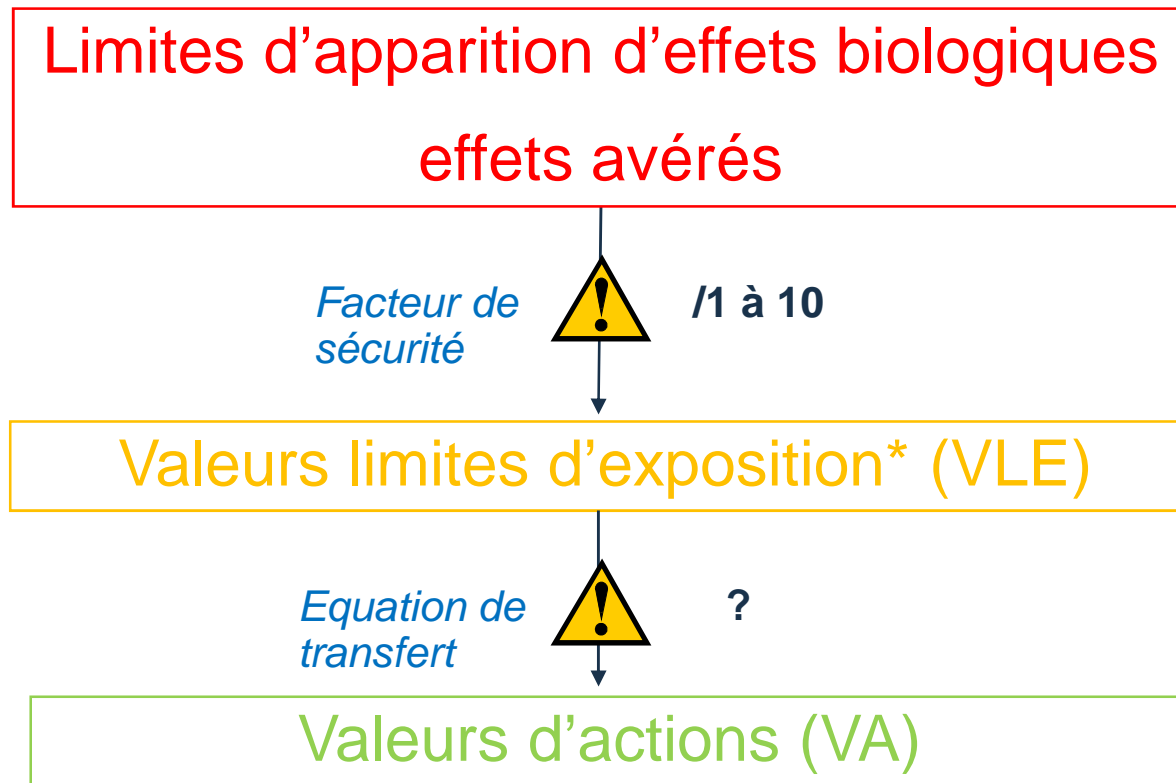 Limites d’apparition d’effets biologiques
effets avérés
Facteur de
sécurité
/1 à 10
Valeurs limites d’exposition* (VLE)
Equation de
transfert
?
Valeurs d’actions (VA)